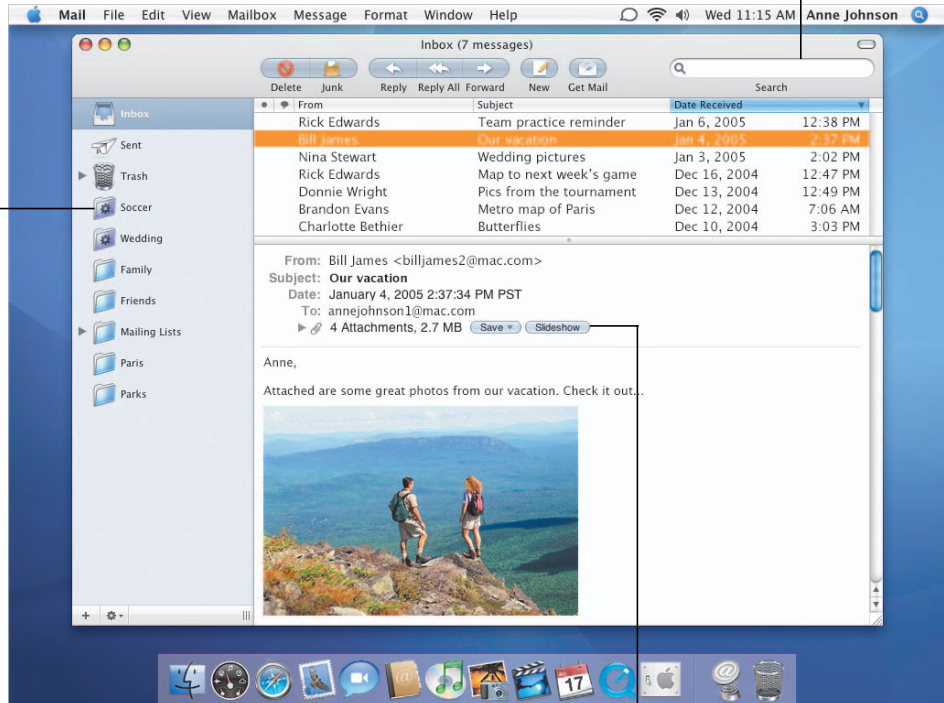 Mail File Edit View Mailbox Message Format Window Help Wed 11:15 AM Anne Johnson
Inbox (7 messages)
Delete Junk Reply Reply All Forward New Get Mail Search
Inbox
Sent
Trash
Soccer
Wedding
Family
Friends
Mailing Lists
Paris
Parks
From Subject Date Received
Rick Edwards Team practice reminder Jan 6, 2005 12:38 PM
Bill James Our vacation Jan 4, 2005 2:37 PM
Nina Stewart Wedding pictures Jan 3, 2005 2:02 PM
Rick Edwards Map to next week's game Dec 16, 2004 12:47 PM
Donnie Wright Pics from the tournament Dec 13, 2004 12:49 PM
Brandon Evans Metro map of Paris Dec 12, 2004 7:06 AM
Charlotte Bethier Butterflies Dec 10, 2004 3:03 PM
From: Bill James <billjames2@mac.com>
Subject: Our vacation
Date: January 4, 2005 2:37:34 PM PST
To: annejohnson1@mac.com
4 Attachments, 2.7 MB Save Slideshow
Anne,
Attached are some great photos from our vacation. Check it out...
17